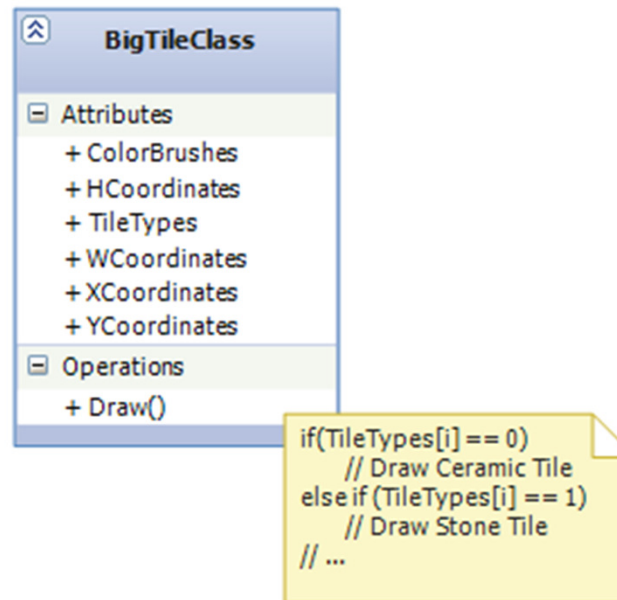 BigTileClass
Attributes
+ ColorBrushes
+ HCoordinates
+ TileTypes
+ WCoordinates
+ XCoordinates
+ YCoordinates
Operations
+ Draw()
if(TileTypes[i] == 0)
// Draw Ceramic Tile
else if (TileTypes[i] == 1)
// Draw Stone Tile
// ...